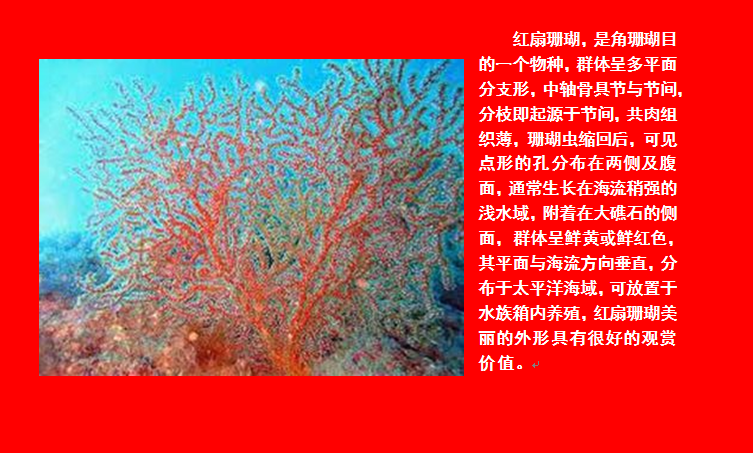 红扇珊瑚，是角珊瑚目
的一个物种，群体呈多平面
分支形，中轴骨具节与节间，
分枝即起源于节间，共肉组
织薄，珊瑚虫缩回后，可见
点形的孔分布在两侧及腹
面，通常生长在海流稍强的
浅水域，附着在大礁石的侧
面，群体呈鲜黄或鲜红色，
其平面与海流方向垂直，分
布于太平洋海域，可放置于
水族箱内养殖，红扇珊瑚美
丽的外形具有很好的观赏
价值。